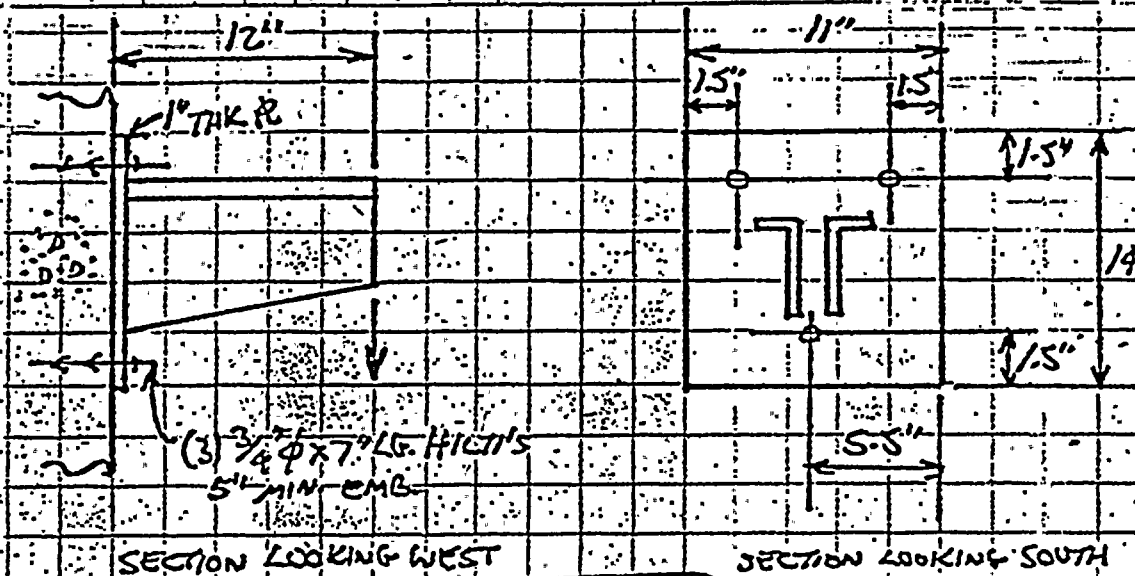 12"
11"
1.5"
1.5
1" THK PL
1.5"
14
1.5"
5.5"
(3) 3/4" φ x 7" LG. HILTI'S
5" MIN EMB.
SECTION LOOKING WEST
SECTION LOOKING SOUTH